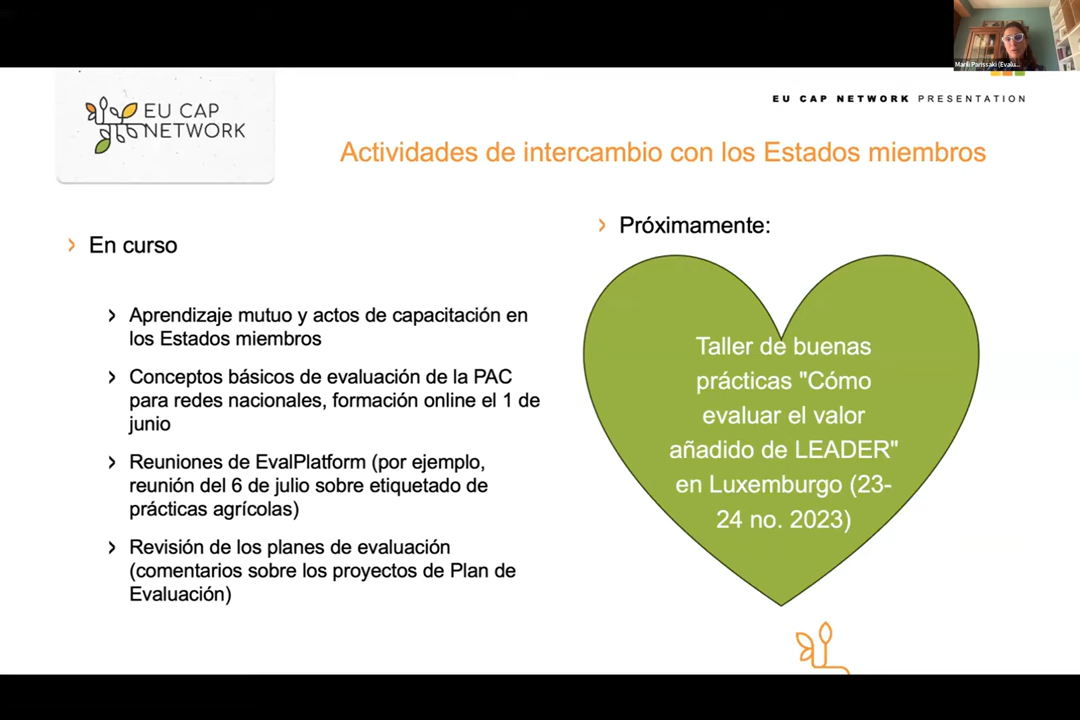 Marili Parissaki (Evalu...
EU CAP
NETWORK
EU CAP NETWORK PRESENTATION
Actividades de intercambio con los Estados miembros
En curso
Aprendizaje mutuo y actos de capacitación en
los Estados miembros
Conceptos básicos de evaluación de la PAC
para redes nacionales, formación online el 1 de
junio
Reuniones de EvalPlatform (por ejemplo,
reunión del 6 de julio sobre etiquetado de
prácticas agrícolas)
Revisión de los planes de evaluación
(comentarios sobre los proyectos de Plan de
Evaluación)
Próximamente:
Taller de buenas
prácticas "Cómo
evaluar el valor
añadido de LEADER"
en Luxemburgo (23-
24 no. 2023)